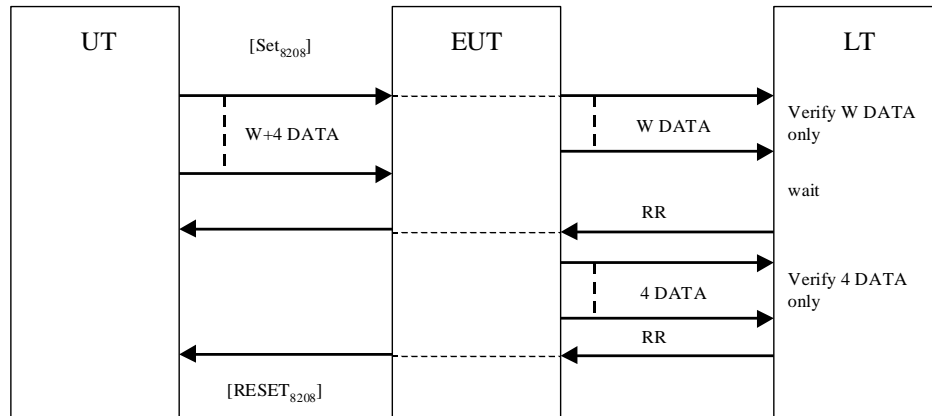 UT
EUT
LT
[Set8208]
W+4 DATA
W DATA
Verify W DATA
only
wait
RR
4 DATA
Verify 4 DATA
only
RR
[RESET8208]